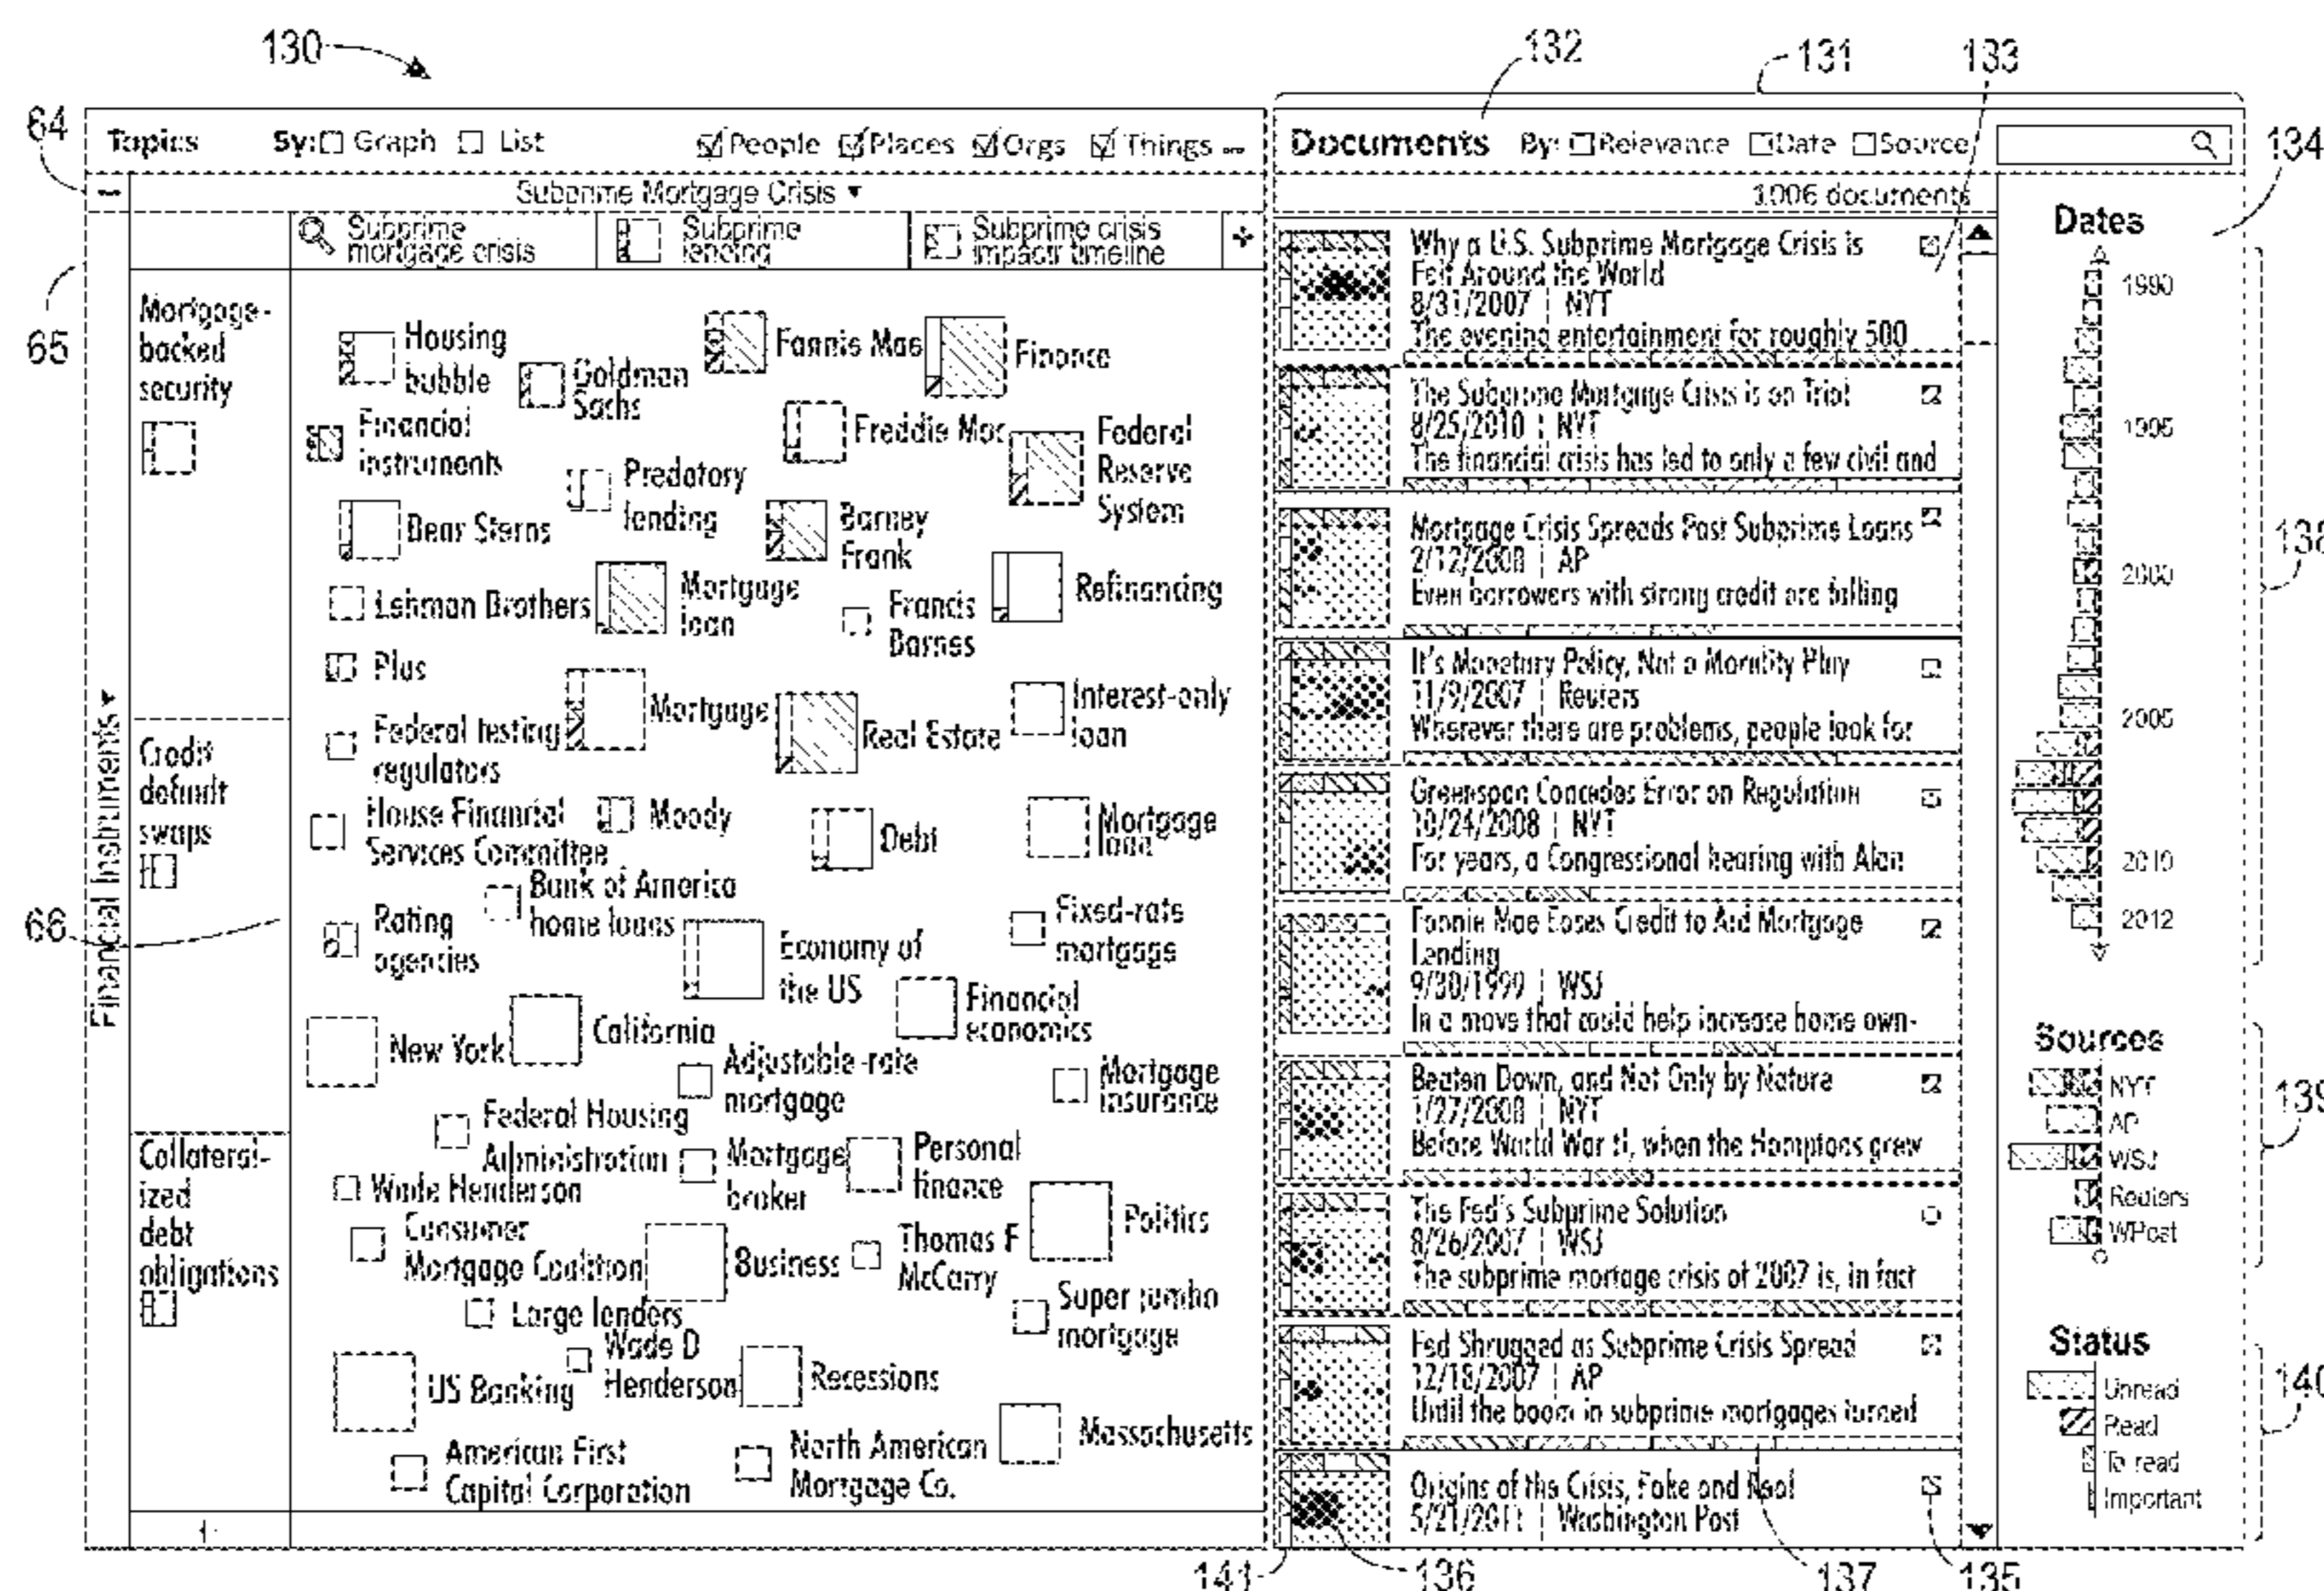 130
132
131
133
64
Topics
By: Graph List
People Places Orgs Things
Documents By: Relevance Date Source
134
Subprime Mortgage Crisis
1006 documents
Subprime
mortgage crisis
Subprime
lending
Subprime crisis
impactr timeline
65
66
Financial Instruments
Mortgage-
backed
security
Credit
default
swaps
Collateral-
ized
debt
obligations
Housing
bubble
Goldman
Sachs
Fannie Mae
Finance
Financial
instruments
Freddie Mac
Federal
Reserve
System
Predatory
lending
Bear Sterns
Barney
Frank
Lehman Brothers
Mortgage
loan
Francis
Barnes
Refinancing
Plus
Mortgage
Real Estate
Interest-only
loan
Federal testing
regulators
House Financial
Services Committee
Moody
Debt
Mortgage
loan
Bank of America
home loans
Rating
agencies
Economy of
the US
Fixed-rate
mortgage
Financial
economics
New York
California
Adjustable-rate
mortgage
Mortgage
insurance
Federal Housing
Administration
Mortgage
broker
Personal
finance
Wade Henderson
Consumer
Mortgage Coalition
Business
Thomas F
McCarry
Politics
Large lenders
Wade D
Henderson
Super jumbo
mortgage
US Banking
Recessions
Massachusetts
American First
Capital Corporation
North American
Mortgage Co.
Why a U.S. Subprime Mortgage Crisis is
Felt Around the World
8/31/2007 | NYT
The evening entertainment for roughly 500
The Subprime Mortgage Crisis is on Trial
8/25/2010 | NYT
The financial crisis has led to only a few civil and
Mortgage Crisis Spreads Past Subprime Loans
2/12/2008 | AP
Even borrowers with strong credit are falling
It's Monetary Policy, Not a Morality Play
11/9/2007 | Reuters
Wherever there are problems, people look for
Greenspan Concedes Error on Regulation
10/24/2008 | NYT
For years, a Congressional hearing with Alan
Fannie Mae Eases Credit to Aid Mortgage
Lending
9/30/1999 | WSJ
In a move that could help increase home own-
Beaten Down, and Not Only by Nature
1/27/2008 | NYT
Before World War II, when the Hamptons grew
The Fed's Subprime Solution
8/26/2007 | WSJ
The subprime mortage crisis of 2007 is, in fact
Fed Shrugged as Subprime Crisis Spread
12/18/2007 | AP
Until the boom in subprime mortgages turned
Origins of the Crisis, Fake and Real
5/21/2011 | Washington Post
Dates
1990
1995
2000
2005
2010
2012
138
Sources
NYT
AP
WSJ
Reuters
WPost
139
Status
Unread
Read
To read
Important
140
141
136
137
135